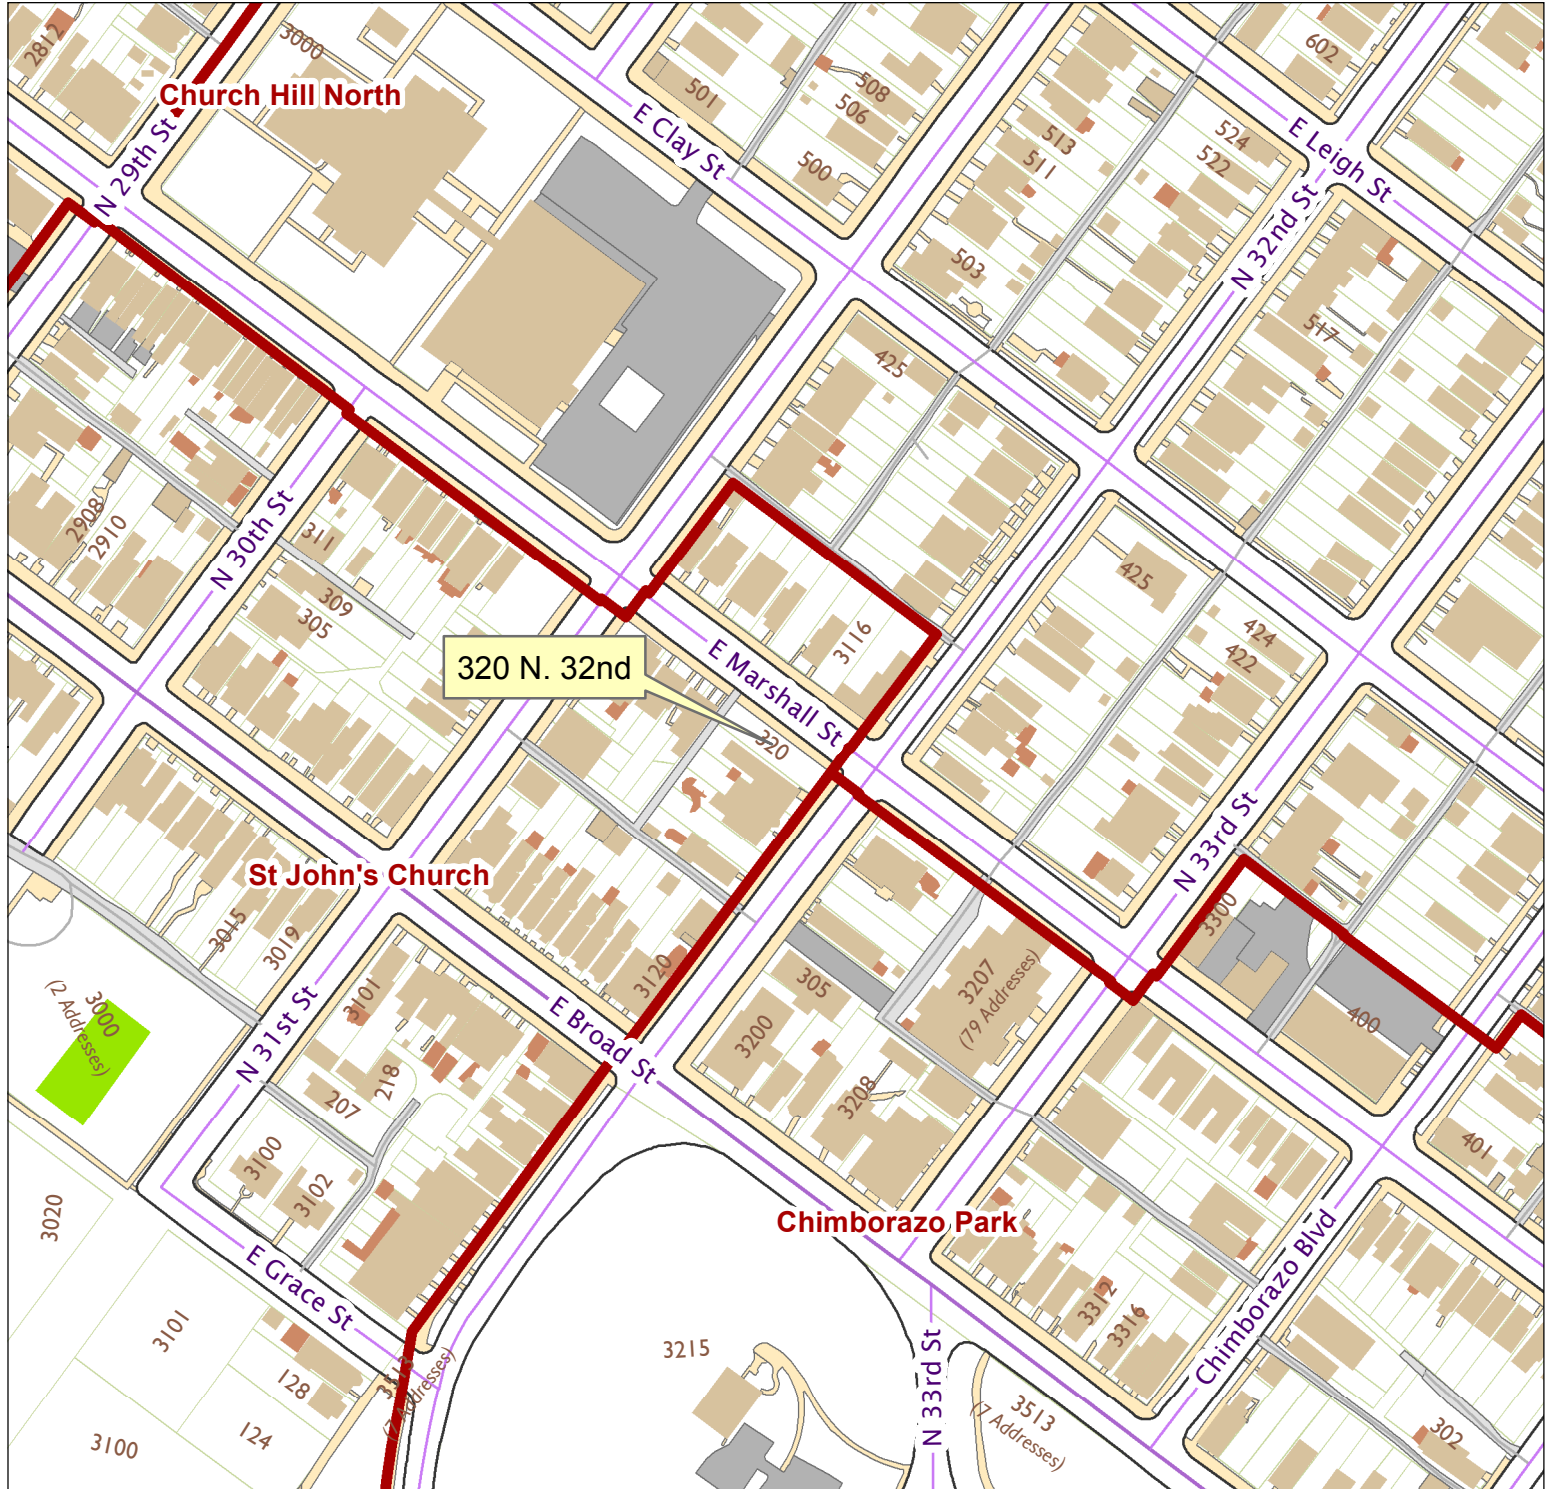 2812
3000
Church Hill North
N 29th St
E Clay St
501
508
506
500
602
524
522
513
511
503
E Leigh St
N 32nd St
517
425
2908
2910
N 30th St
311
309
305
320 N. 32nd
E Marshall St
3116
320
425
424
422
N 33rd St
3300
400
St John's Church
3015
3019
3120
3101
305
3200
3207
(79 Addresses)
3208
3000
(2 Addresses)
N 31st St
E Broad St
218
207
3100
3102
401
3020
E Grace St
Chimborazo Park
Chimborazo Blvd
3312
3316
3101
128
124
3100
3513
(7 Addresses)
3215
N 33rd St
3513
(7 Addresses)
302